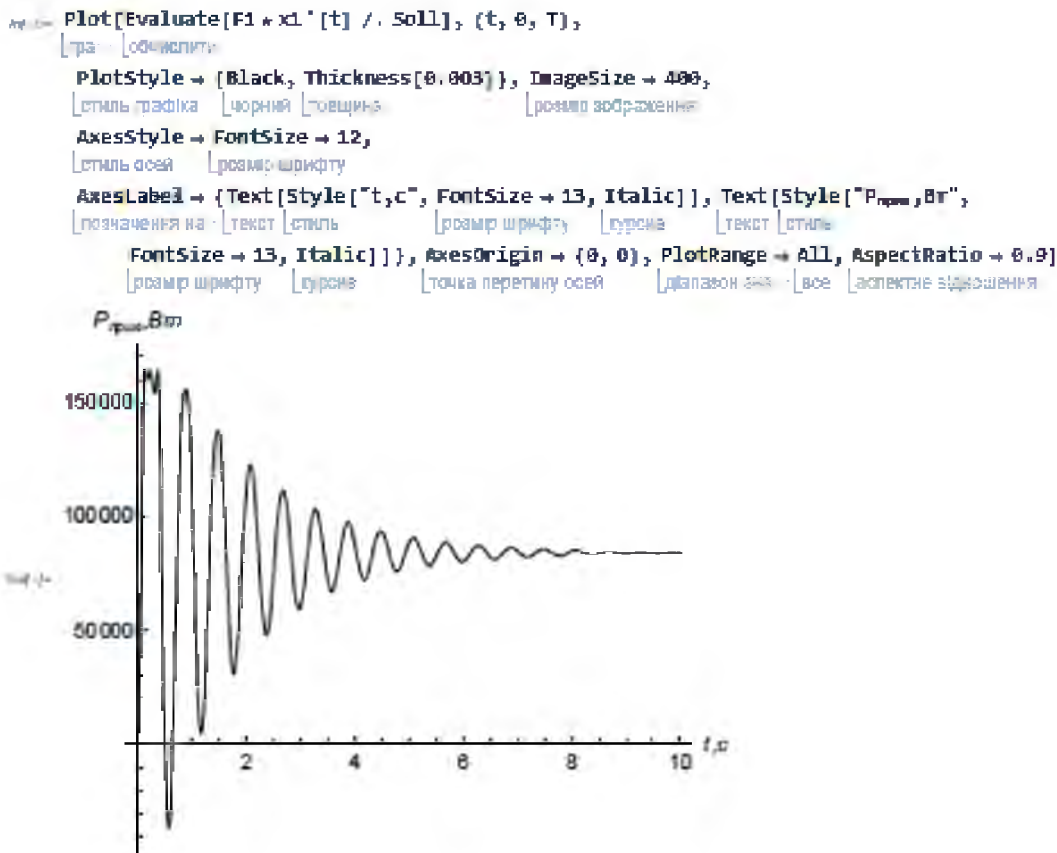 Plot[Evaluate[F1 * x1'[t] /. Sol1], {t, 0, T},
обчислити
PlotStyle → {Black, Thickness[0.003]}, ImageSize → 400,
стиль графіка чорний товщина розмір зображення
AxesStyle → FontSize → 12,
стиль осей розмір шрифту
AxesLabel → {Text[Style["t,c", FontSize → 13, Italic]], Text[Style["Pприв,Вт",
позначення на текст стиль розмір шрифту курсив текст стиль
FontSize → 13, Italic]]}, AxesOrigin → {0, 0}, PlotRange → All, AspectRatio → 0.9]
розмір шрифту курсив точка перетину осей діапазон все аспектне відношення
Pприв,Вт
150000
100000
50000
2 4 6 8 10 t,c